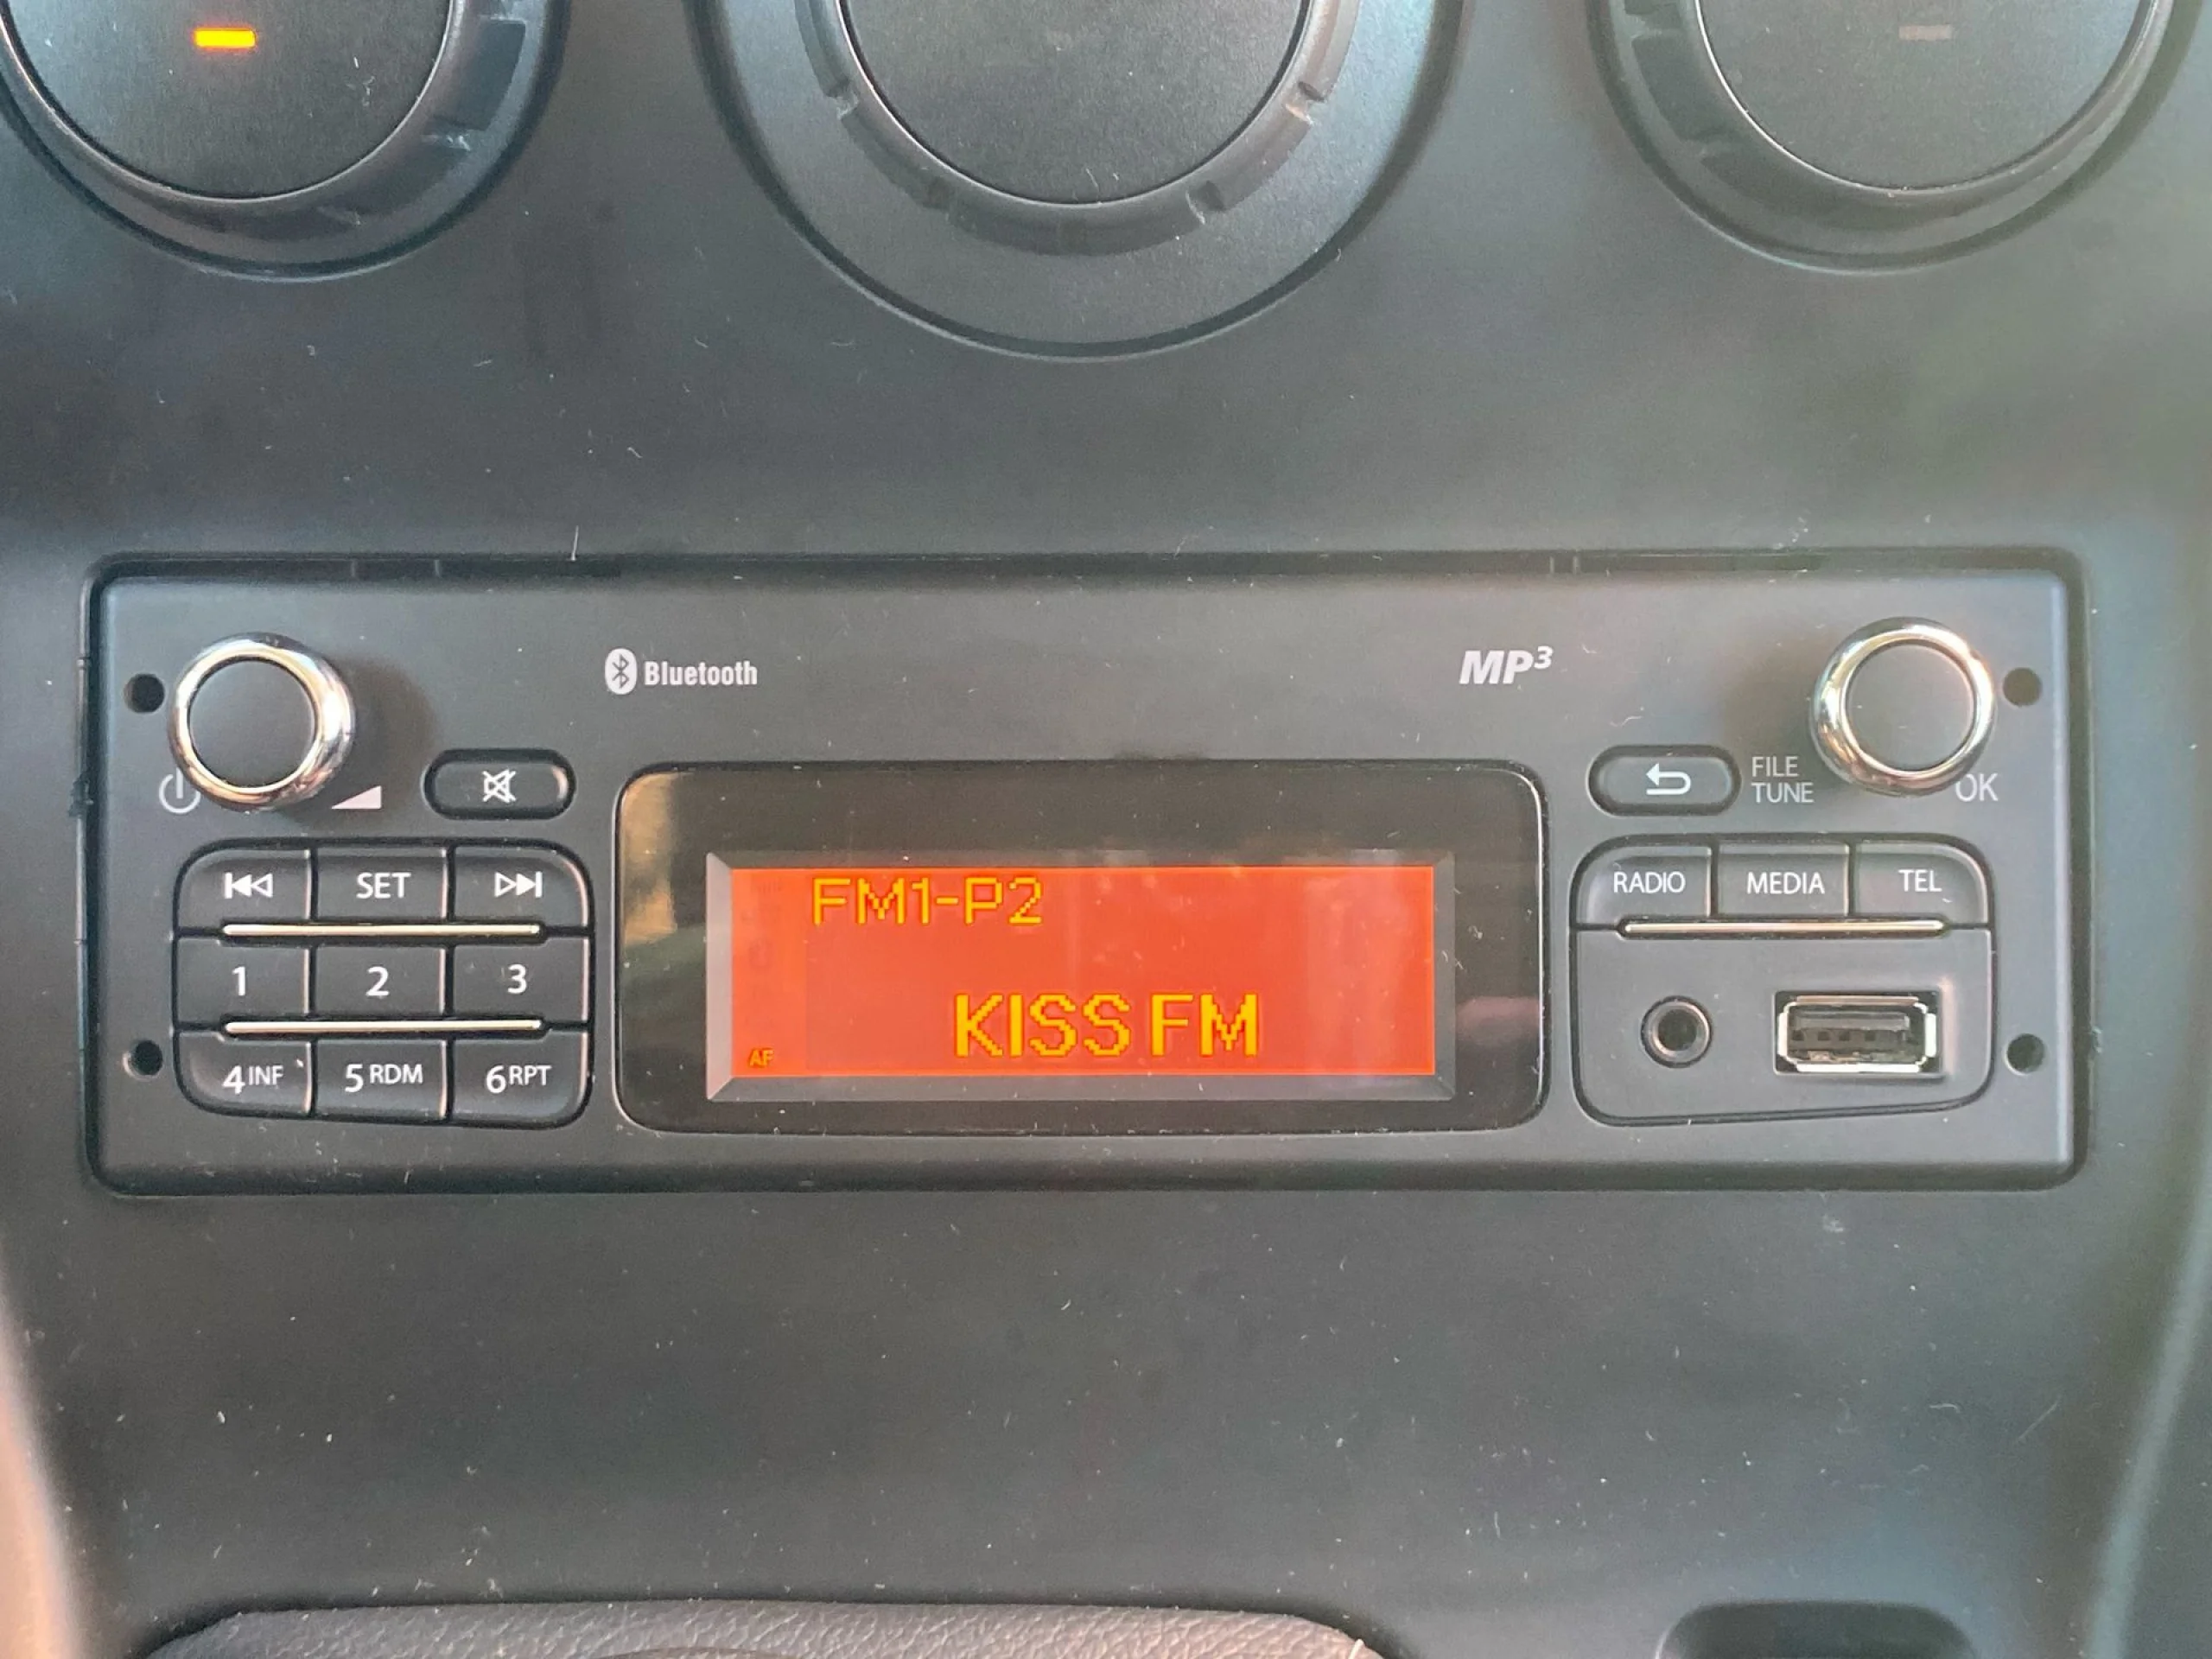 Bluetooth
MP3
FILE
TUNE
OK
SET
RADIO
MEDIA
TEL
FM1-P2
1
2
3
KISS FM
AF
4 INF
5 RDM
6 RPT